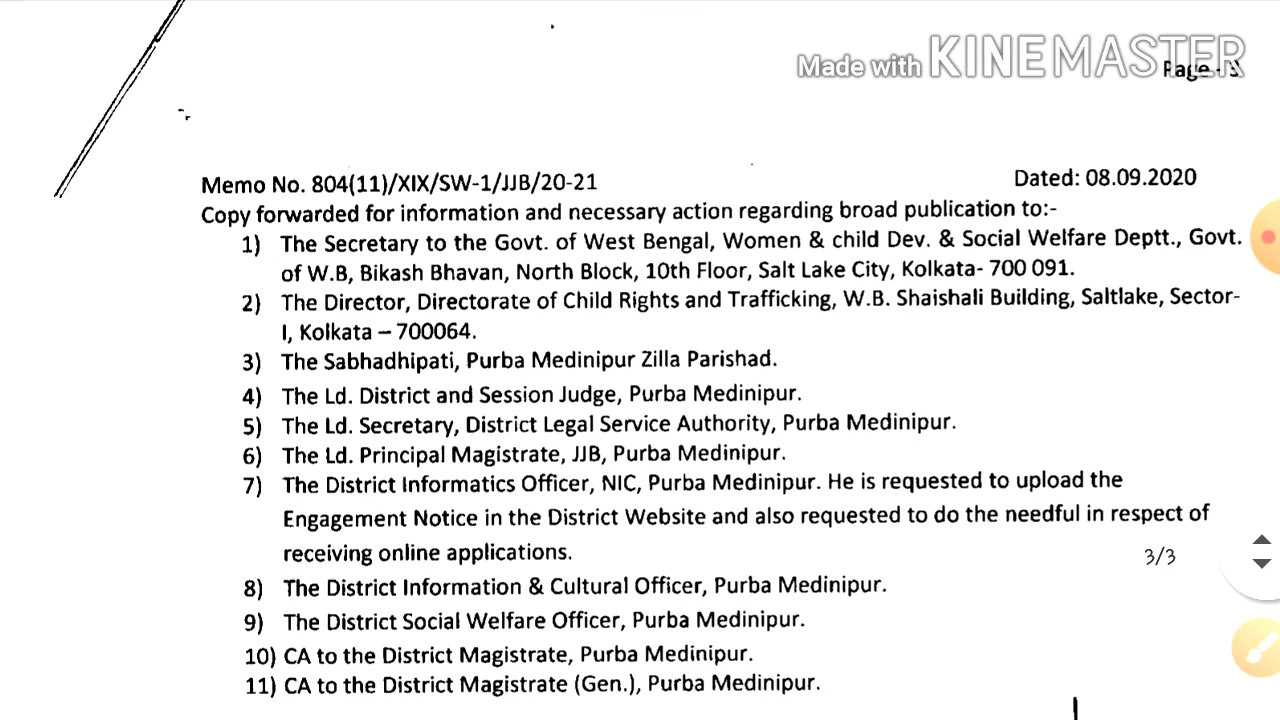 Made with KINEMASTER
Page - 3
Memo No. 804(11)/XIX/SW-1/JJB/20-21 Dated: 08.09.2020
Copy forwarded for information and necessary action regarding broad publication to:-
1) The Secretary to the Govt. of West Bengal, Women & child Dev. & Social Welfare Deptt., Govt.
of W.B, Bikash Bhavan, North Block, 10th Floor, Salt Lake City, Kolkata- 700 091.
2) The Director, Directorate of Child Rights and Trafficking, W.B. Shaishali Building, Saltlake, Sector-
I, Kolkata – 700064.
3) The Sabhadhipati, Purba Medinipur Zilla Parishad.
4) The Ld. District and Session Judge, Purba Medinipur.
5) The Ld. Secretary, District Legal Service Authority, Purba Medinipur.
6) The Ld. Principal Magistrate, JJB, Purba Medinipur.
7) The District Informatics Officer, NIC, Purba Medinipur. He is requested to upload the
Engagement Notice in the District Website and also requested to do the needful in respect of
receiving online applications.
3/3
8) The District Information & Cultural Officer, Purba Medinipur.
9) The District Social Welfare Officer, Purba Medinipur.
10) CA to the District Magistrate, Purba Medinipur.
11) CA to the District Magistrate (Gen.), Purba Medinipur.